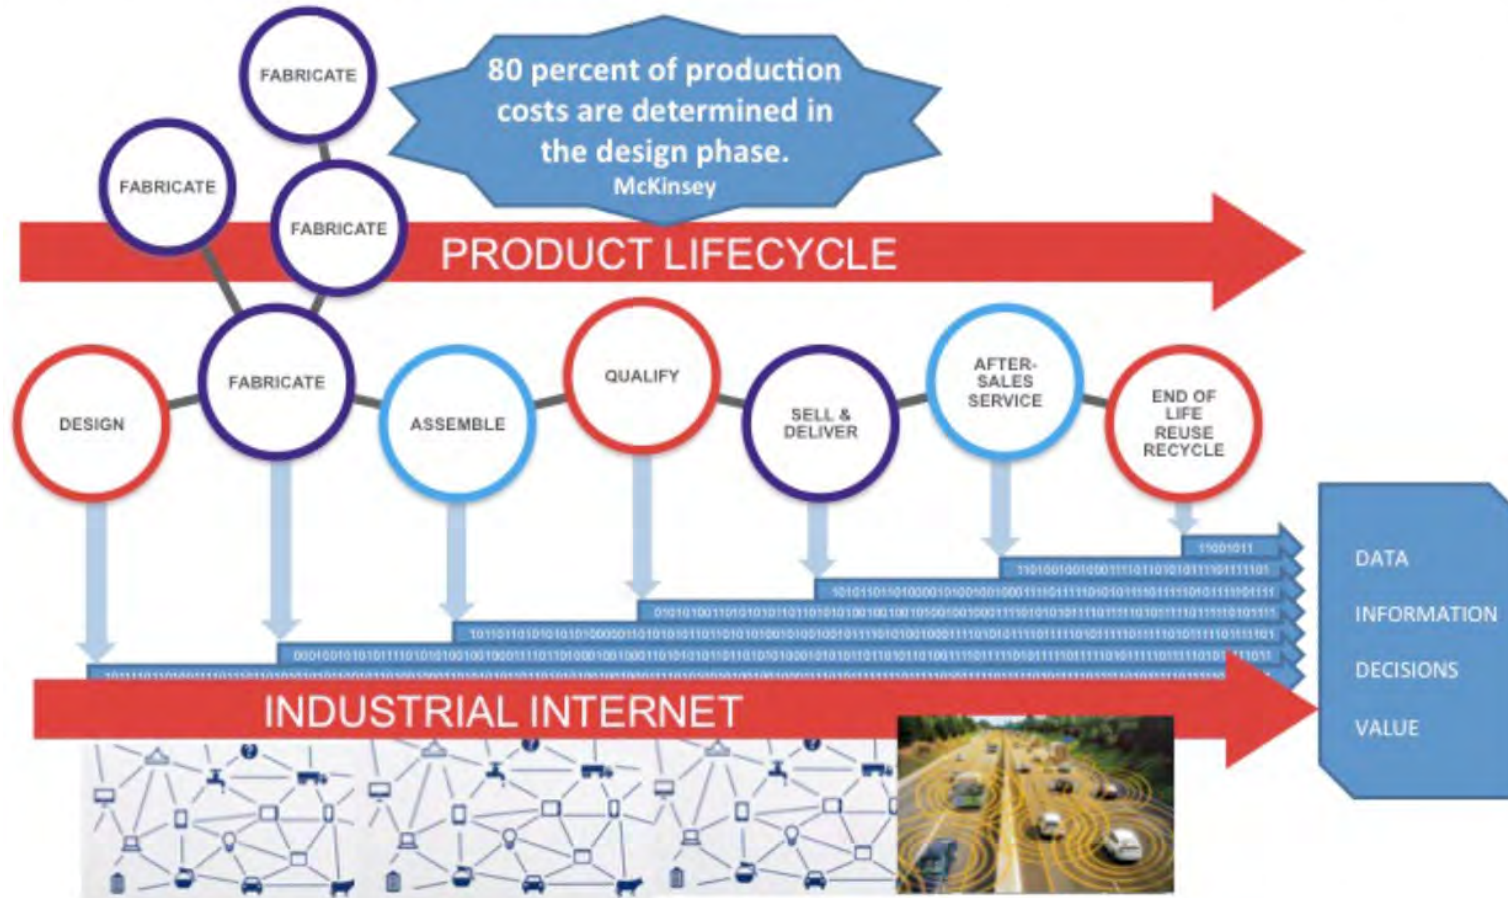 FABRICATE
80 percent of production
costs are determined in
the design phase.
McKinsey
FABRICATE
FABRICATE
PRODUCT LIFECYCLE
DESIGN
FABRICATE
ASSEMBLE
QUALIFY
SELL &
DELIVER
AFTER-
SALES
SERVICE
END OF
LIFE
REUSE
RECYCLE
11001011
DATA
INFORMATION
DECISIONS
VALUE
INDUSTRIAL INTERNET